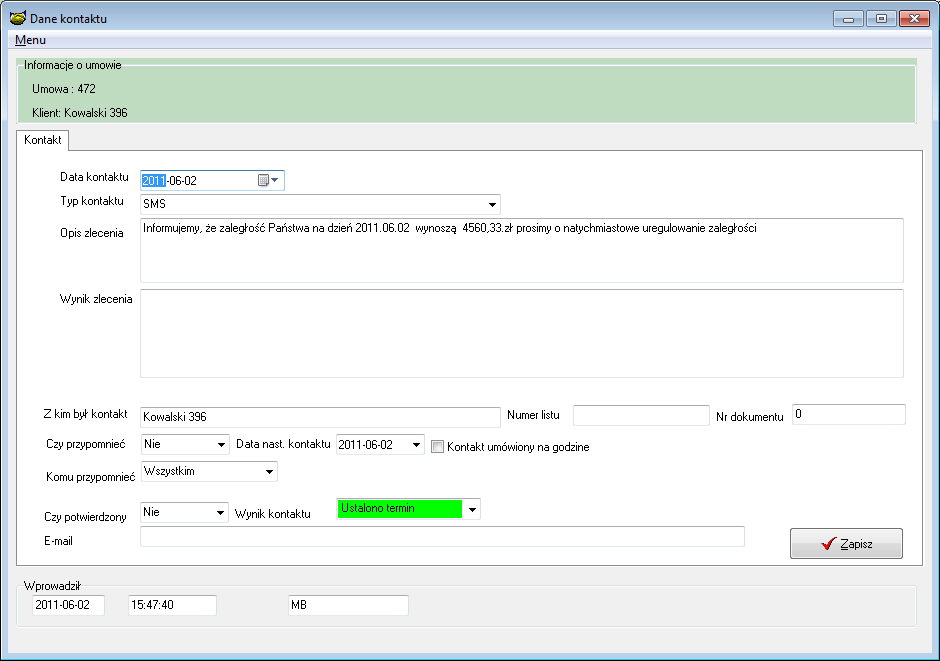 Dane kontaktu
Menu
Informacje o umowie
Umowa : 472
Klient: Kowalski 396
Kontakt
Data kontaktu 2011-06-02
Typ kontaktu SMS
Opis zlecenia Informujemy, że zaległość Państwa na dzień 2011.06.02 wynoszą 4560,33.zł prosimy o natychmiastowe uregulowanie zaległości
Wynik zlecenia
Z kim był kontakt Kowalski 396 Numer listu Nr dokumentu 0
Czy przypomnieć Nie Data nast. kontaktu 2011-06-02 Kontakt umówiony na godzine
Komu przypomnieć Wszystkim
Czy potwierdzony Nie Wynik kontaktu Ustalono termin
E-mail Zapisz
Wprowadził
2011-06-02 15:47:40 MB